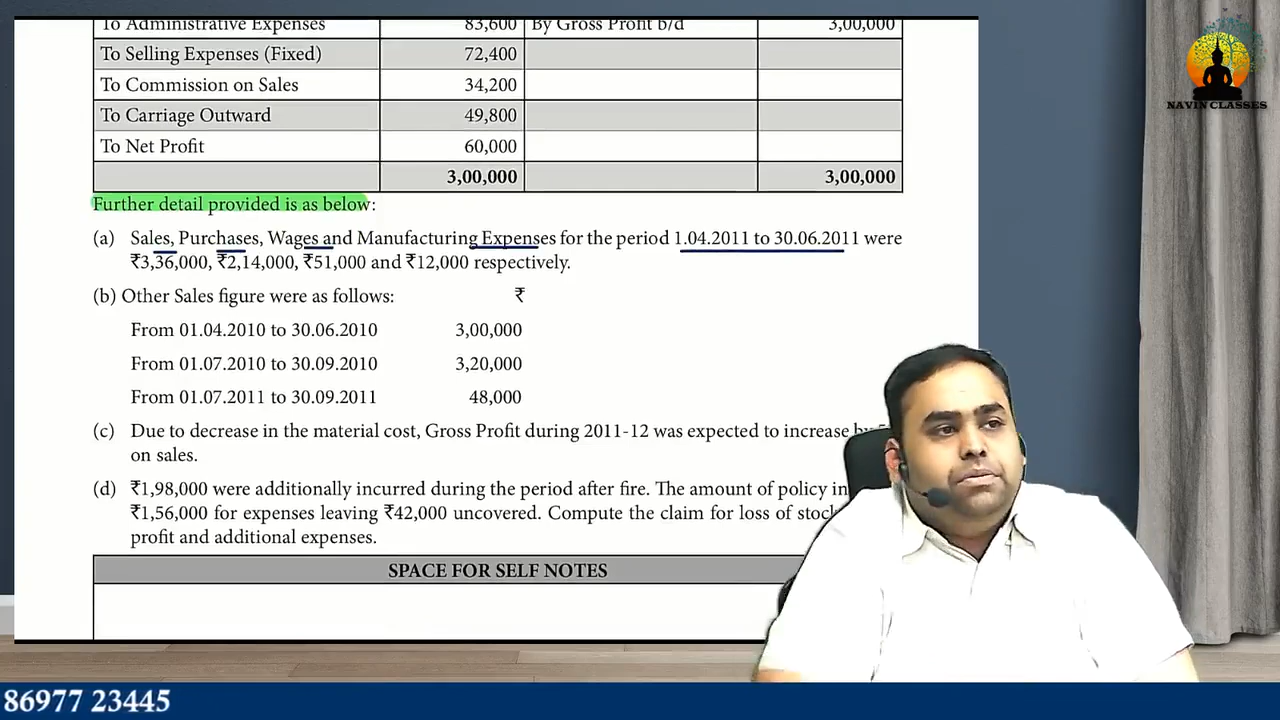 To Administrative Expenses 83,600 By Gross Profit b/d 3,00,000
To Selling Expenses (Fixed) 72,400
To Commission on Sales 34,200
To Carriage Outward 49,800
To Net Profit 60,000
3,00,000 3,00,000
Further detail provided is as below:
(a) Sales, Purchases, Wages and Manufacturing Expenses for the period 1.04.2011 to 30.06.2011 were
₹3,36,000, ₹2,14,000, ₹51,000 and ₹12,000 respectively.
(b) Other Sales figure were as follows: ₹
From 01.04.2010 to 30.06.2010 3,00,000
From 01.07.2010 to 30.09.2010 3,20,000
From 01.07.2011 to 30.09.2011 48,000
(c) Due to decrease in the material cost, Gross Profit during 2011-12 was expected to increase
on sales.
(d) ₹1,98,000 were additionally incurred during the period after fire. The amount of policy
₹1,56,000 for expenses leaving ₹42,000 uncovered. Compute the claim for loss of
profit and additional expenses.
SPACE FOR SELF NOTES
NAVIN CLASSES
86977 23445